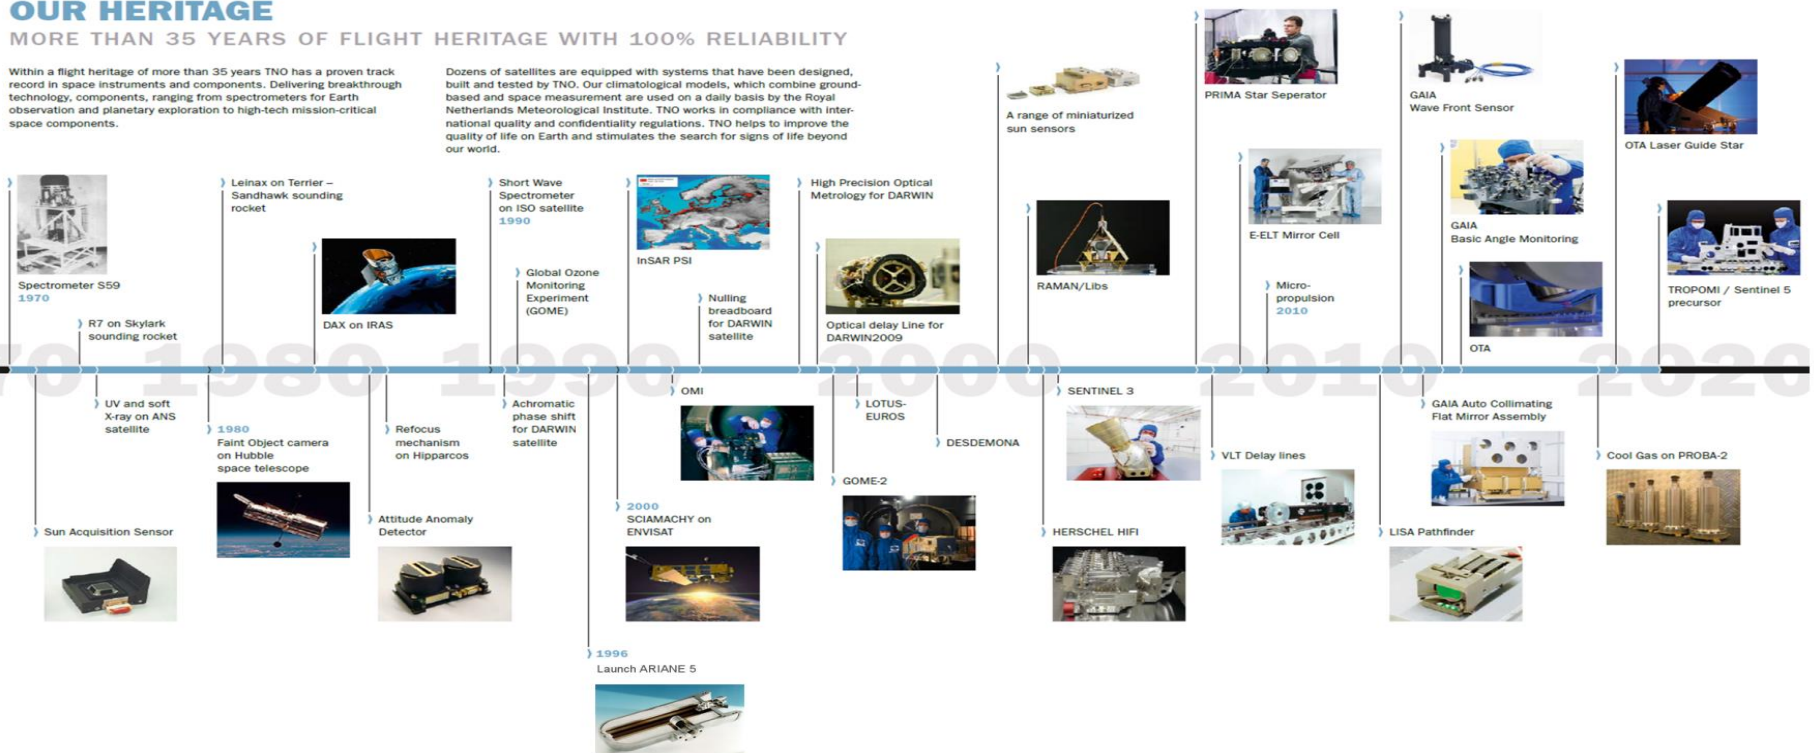 OUR HERITAGE
MORE THAN 35 YEARS OF FLIGHT HERITAGE WITH 100% RELIABILITY
Within a flight heritage of more than 35 years TNO has a proven track
record in space instruments and components. Delivering breakthrough
technology, components, ranging from spectrometers for Earth
observation and planetary exploration to high-tech mission-critical
space components.
Dozens of satellites are equipped with systems that have been designed,
built and tested by TNO. Our climatological models, which combine ground-
based and space measurement are used on a daily basis by the Royal
Netherlands Meteorological Institute. TNO works in compliance with inter-
national quality and confidentiality regulations. TNO helps to improve the
quality of life on Earth and stimulates the search for signs of life beyond
our world.
Spectrometer S59
1970
R7 on Skylark
sounding rocket
Leinax on Terrier –
Sandhawk sounding
rocket
DAX on IRAS
Short Wave
Spectrometer
on ISO satellite
1990
Global Ozone
Monitoring
Experiment
(GOME)
InSAR PSI
Nulling
breadboard
for DARWIN
satellite
High Precision Optical
Metrology for DARWIN
Optical delay Line for
DARWIN2009
A range of miniaturized
sun sensors
RAMAN/Libs
PRIMA Star Seperator
E-ELT Mirror Cell
Micro-
propulsion
2010
GAIA
Wave Front Sensor
GAIA
Basic Angle Monitoring
OTA
OTA Laser Guide Star
TROPOMI / Sentinel 5
precursor
70 1980 1990 2000 2010 2020
Sun Acquisition Sensor
UV and soft
X-ray on ANS
satellite
1980
Faint Object camera
on Hubble
space telescope
Refocus
mechanism
on Hipparcos
Attitude Anomaly
Detector
Achromatic
phase shift
for DARWIN
satellite
1996
Launch ARIANE 5
2000
SCIAMACHY on
ENVISAT
OMI
GOME-2
LOTUS-
EUROS
DESDEMONA
HERSCHEL HIFI
SENTINEL 3
VLT Delay lines
LISA Pathfinder
GAIA Auto Collimating
Flat Mirror Assembly
Cool Gas on PROBA-2